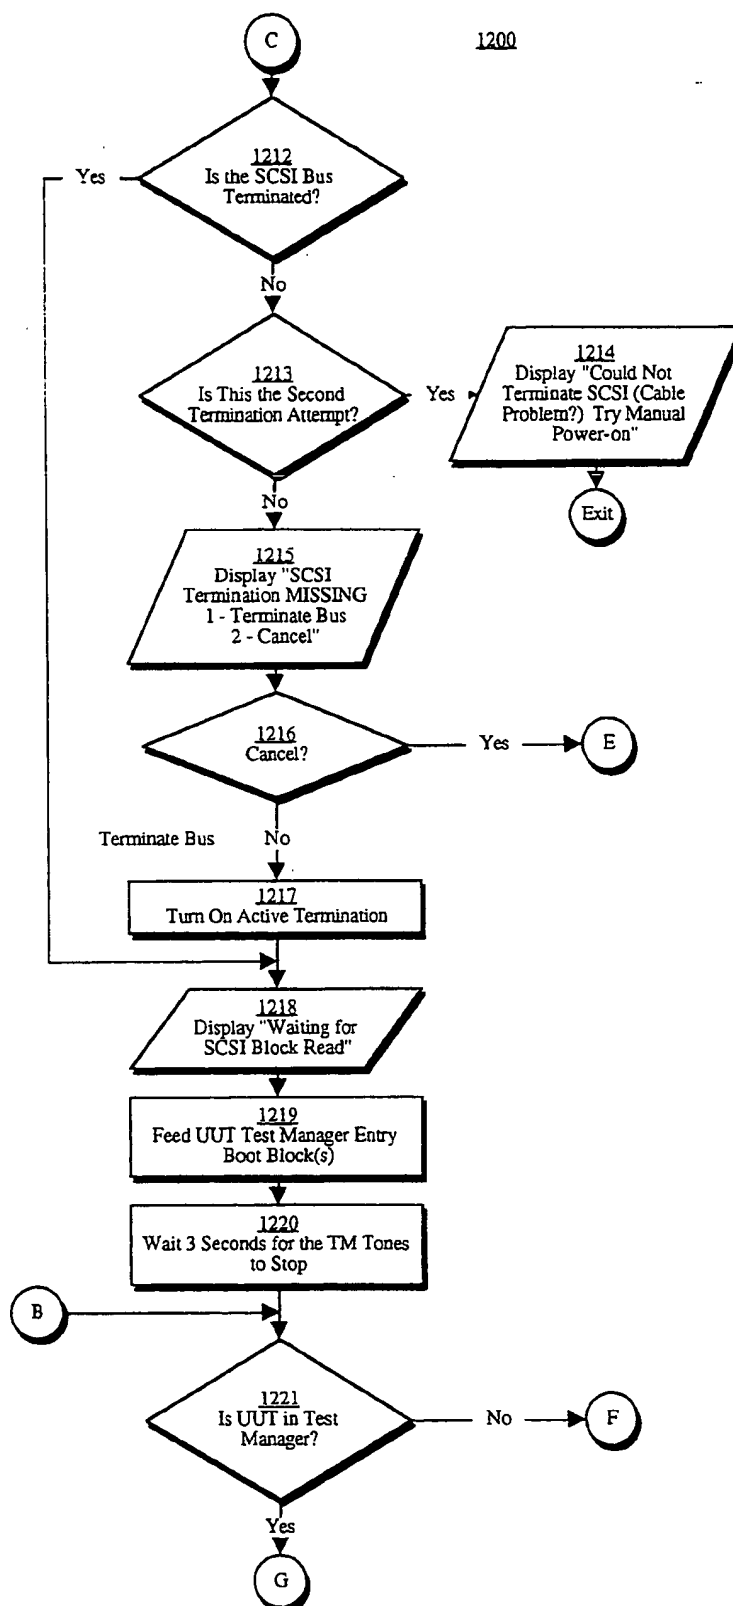 C
1200
1212
Is the SCSI Bus
Terminated?
Yes
No
1213
Is This the Second
Termination Attempt?
Yes
1214
Display "Could Not
Terminate SCSI (Cable
Problem?) Try Manual
Power-on"
Exit
No
1215
Display "SCSI
Termination MISSING
1 - Terminate Bus
2 - Cancel"
1216
Cancel?
Yes
E
Terminate Bus
No
1217
Turn On Active Termination
1218
Display "Waiting for
SCSI Block Read"
1219
Feed UUT Test Manager Entry
Boot Block(s)
1220
Wait 3 Seconds for the TM Tones
to Stop
B
1221
Is UUT in Test
Manager?
No
F
Yes
G